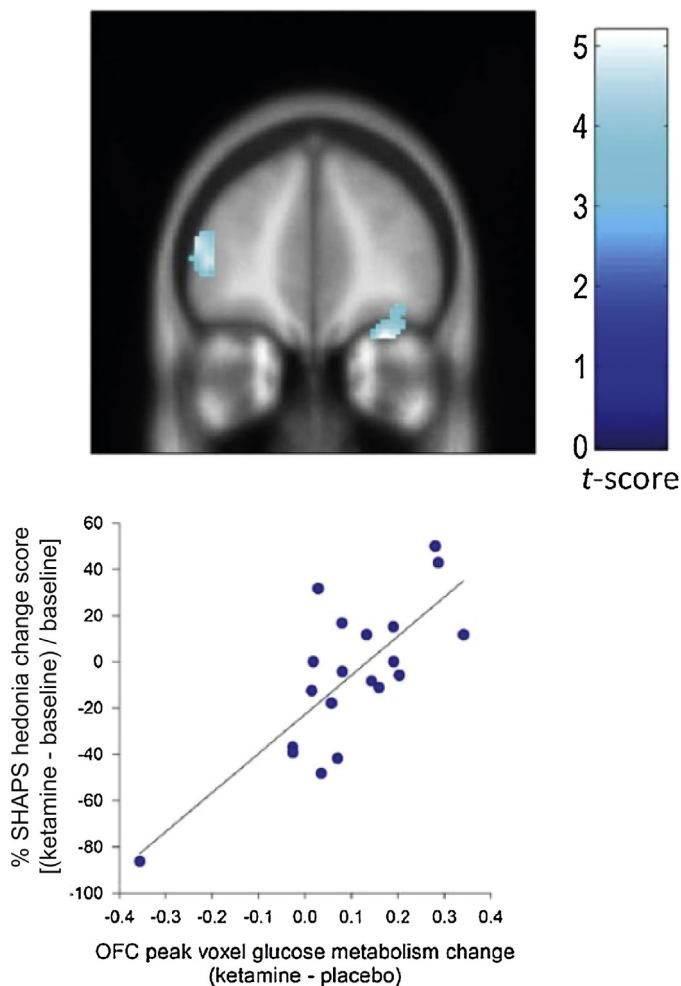 5
4
3
2
1
0
t-score
60
40
20
0
-20
-40
-60
-80
-100
% SHAPS hedonia change score
[(ketamine - baseline) / baseline]
-0.4 -0.3 -0.2 -0.1 0.0 0.1 0.2 0.3 0.4
OFC peak voxel glucose metabolism change
(ketamine - placebo)